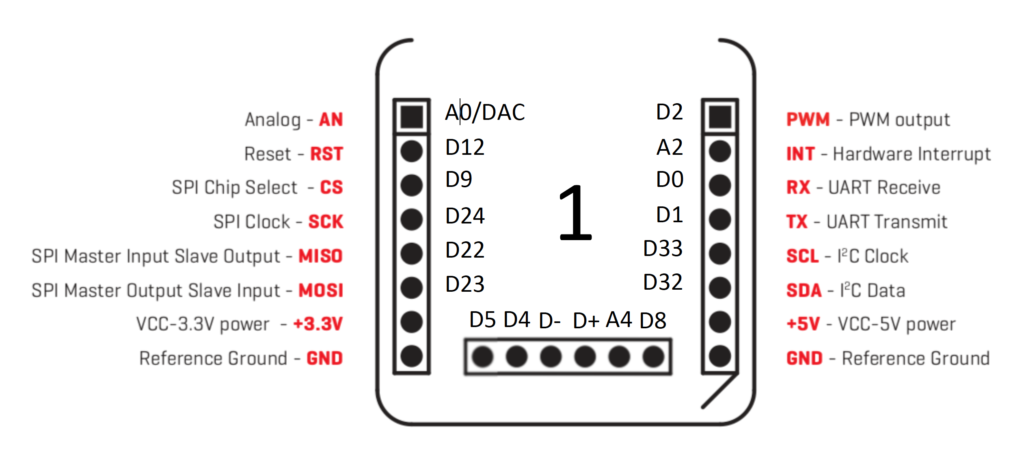 Analog - AN A0/DAC D2 PWM - PWM output
Reset - RST D12 A2 INT - Hardware Interrupt
SPI Chip Select - CS D9 D0 RX - UART Receive
SPI Clock - SCK D24 1 D1 TX - UART Transmit
SPI Master Input Slave Output - MISO D22 D33 SCL - I²C Clock
SPI Master Output Slave Input - MOSI D23 D32 SDA - I²C Data
VCC-3.3V power - +3.3V D5 D4 D- D+ A4 D8 +5V - VCC-5V power
Reference Ground - GND GND - Reference Ground